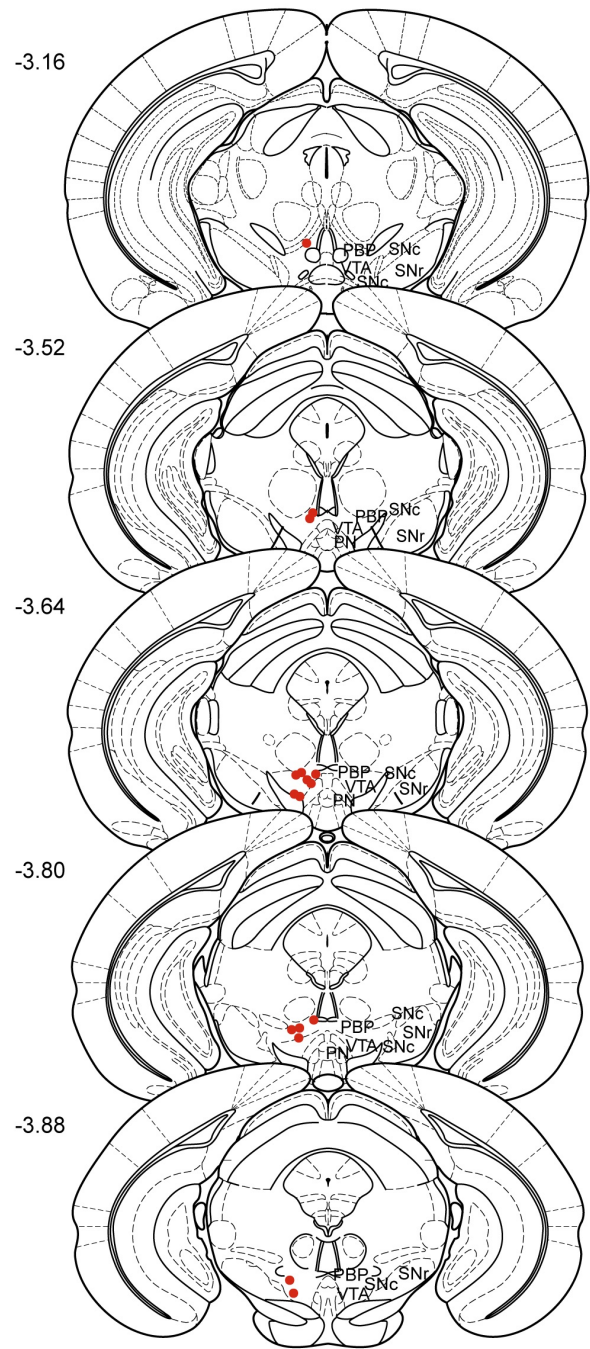 -3.16
PBP SNc
VTA SNr
SNc
-3.52
PBP SNc
VTA SNr
PN
-3.64
PBP SNc
VTA SNr
PN
-3.80
SNc
PBP SNr
VTA SNc
PN
-3.88
PBP SNr
SNc
VTA